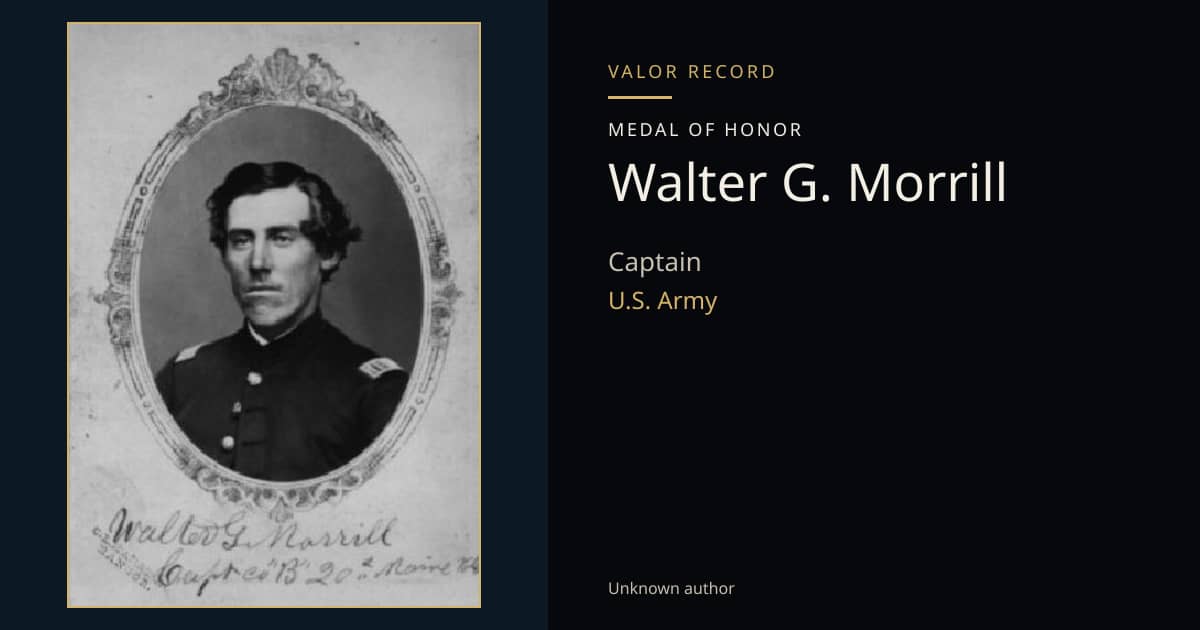 VALOR RECORD
MEDAL OF HONOR
Walter G. Morrill
Captain
U.S. Army
Walter G. Morrill
Capt co "B" 20th Maine
Unknown author